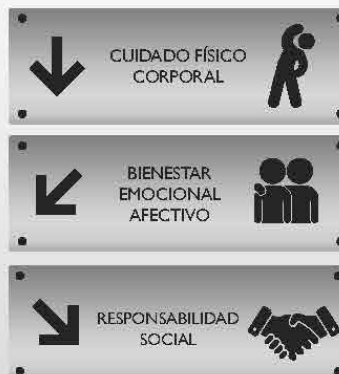 CUIDADO FÍSICO
CORPORAL
BIENESTAR
EMOCIONAL
AFECTIVO
RESPONSABILIDAD
SOCIAL